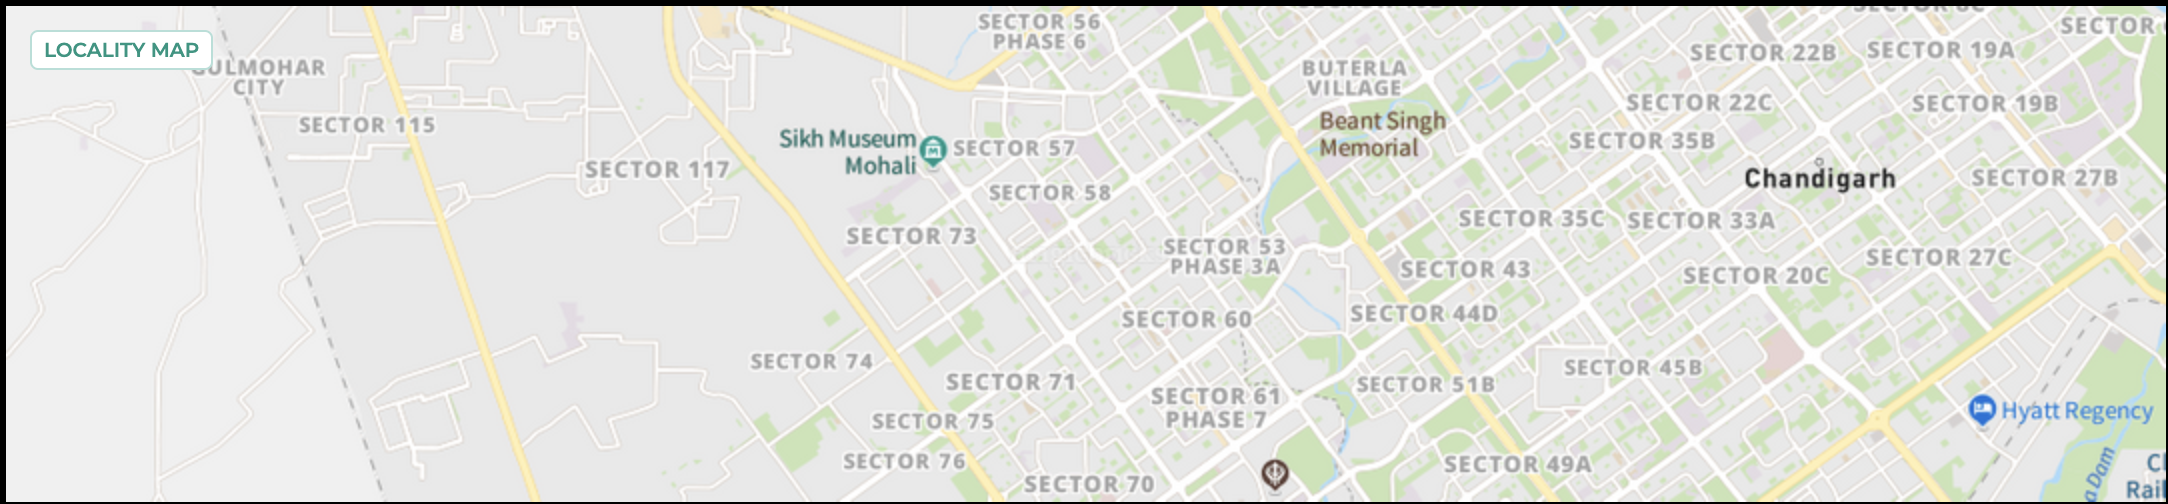 LOCALITY MAP
GULMOHAR
CITY
SECTOR 115
SECTOR 117
Sikh Museum
Mohali
SECTOR 56
PHASE 6
SECTOR 57
SECTOR 58
SECTOR 73
SECTOR 53
PHASE 3A
SECTOR 60
SECTOR 74
SECTOR 71
SECTOR 61
PHASE 7
SECTOR 75
SECTOR 76
SECTOR 70
BUTERLA
VILLAGE
Beant Singh
Memorial
SECTOR 22B
SECTOR 19A
SECTOR
SECTOR 22C
SECTOR 19B
SECTOR 35B
Chandigarh
SECTOR 27B
SECTOR 35C
SECTOR 33A
SECTOR 43
SECTOR 27C
SECTOR 20C
SECTOR 44D
SECTOR 45B
SECTOR 51B
Hyatt Regency
SECTOR 49A
a Dam
Rail